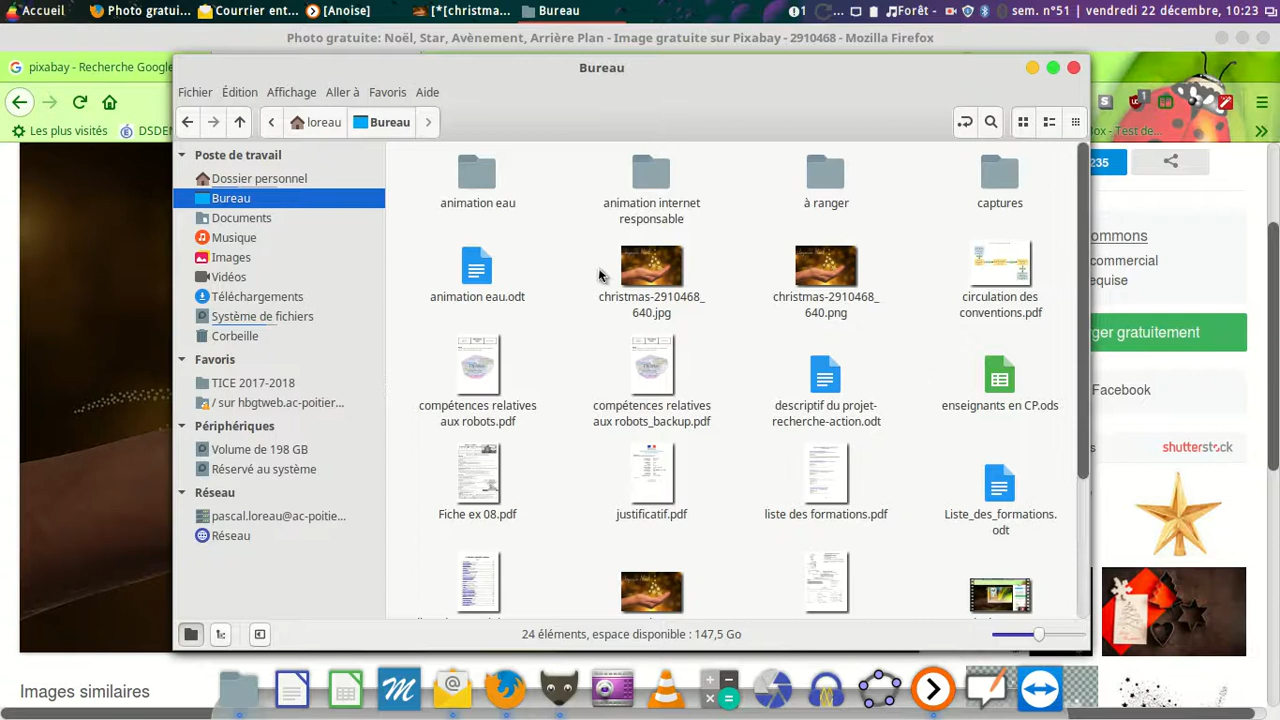 Accueil
Photo gratui...
Courrier ent...
[Anoise]
[*[christma...
Bureau
1
Forêt
sem. n°51 | vendredi 22 décembre, 10:23
Photo gratuite: Noël, Star, Avènement, Arrière Plan - Image gratuite sur Pixabay - 2910468 - Mozilla Firefox
pixabay - Recherche Google
Bureau
Fichier Édition Affichage Aller à Favoris Aide
loreau Bureau
Les plus visités
DSDEN
Box - Test de...
Poste de travail
Dossier personnel
Bureau
Documents
Musique
Images
Vidéos
Téléchargements
Système de fichiers
Corbeille
Favoris
TICE 2017-2018
/ sur hbgtweb.ac-poitier...
Périphériques
Volume de 198 GB
Réservé au système
Réseau
pascal.loreau@ac-poitie...
Réseau
animation eau
animation internet
responsable
à ranger
captures
animation eau.odt
christmas-2910468_
640.jpg
christmas-2910468_
640.png
circulation des
conventions.pdf
compétences relatives
aux robots.pdf
compétences relatives
aux robots_backup.pdf
descriptif du projet-
recherche-action.odt
enseignants en CP.ods
Fiche ex 08.pdf
justificatif.pdf
liste des formations.pdf
Liste_des_formations.
odt
24 éléments, espace disponible : 147,5 Go
235
ommons
commercial
equise
rger gratuitement
Facebook
s
shutterstock
Images similaires